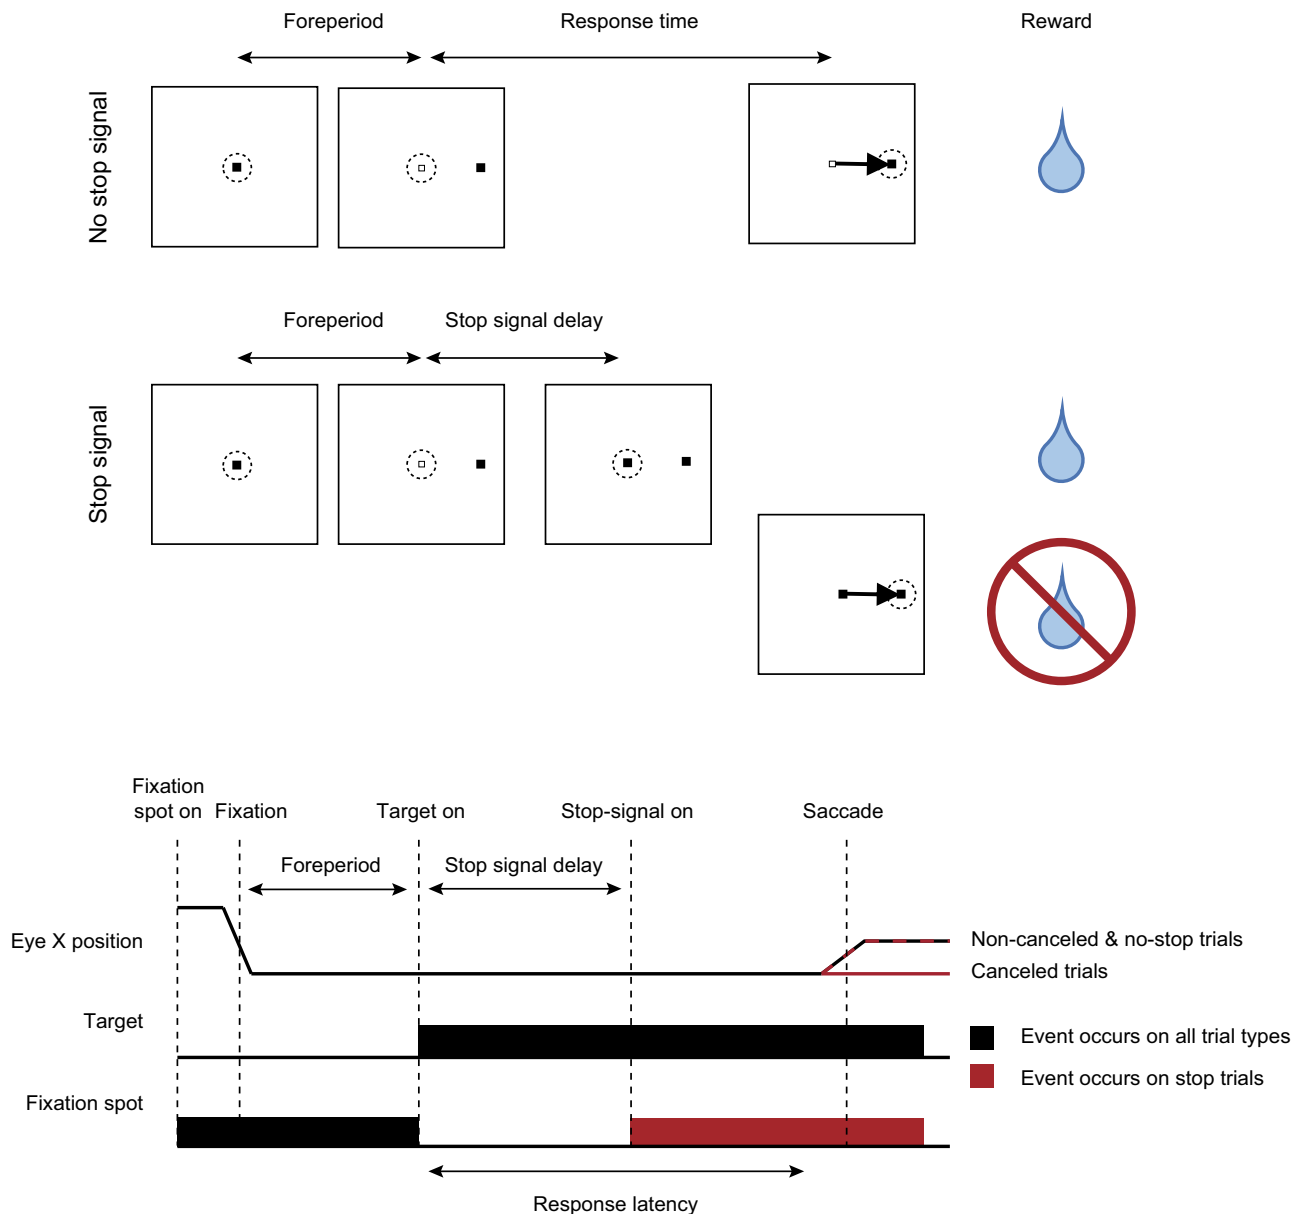 Foreperiod
Response time
Reward
No stop signal
Foreperiod
Stop signal delay
Stop signal
Fixation
spot on
Fixation
Target on
Stop-signal on
Saccade
Foreperiod
Stop signal delay
Eye X position
Non-canceled & no-stop trials
Canceled trials
Target
Event occurs on all trial types
Event occurs on stop trials
Fixation spot
Response latency